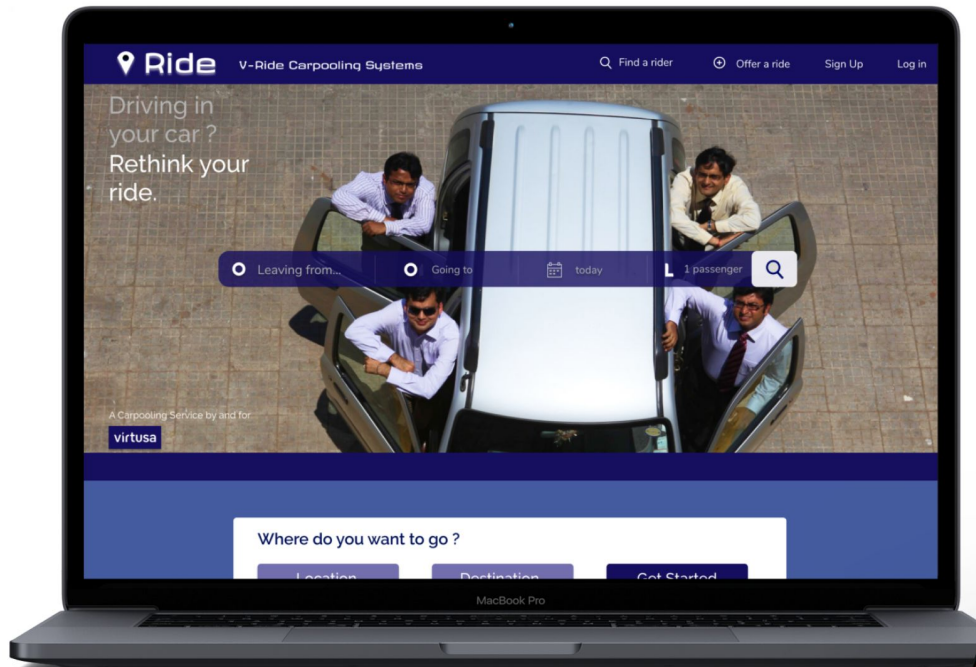 Ride
V-Ride Carpooling Systems
Find a rider
Offer a ride
Sign Up
Log in
Driving in
your car ?
Rethink your
ride.
Leaving from...
Going to
today
1 passenger
A Carpooling Service by and for
virtusa
Where do you want to go ?
Location
Destination
Get Started
MacBook Pro